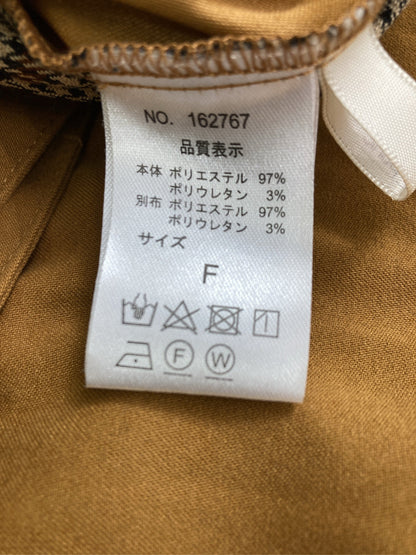 NO. 162767
品質表示
本体 ポリエステル 97%
ポリウレタン 3%
別布 ポリエステル 97%
ポリウレタン 3%
サイズ
F
F W